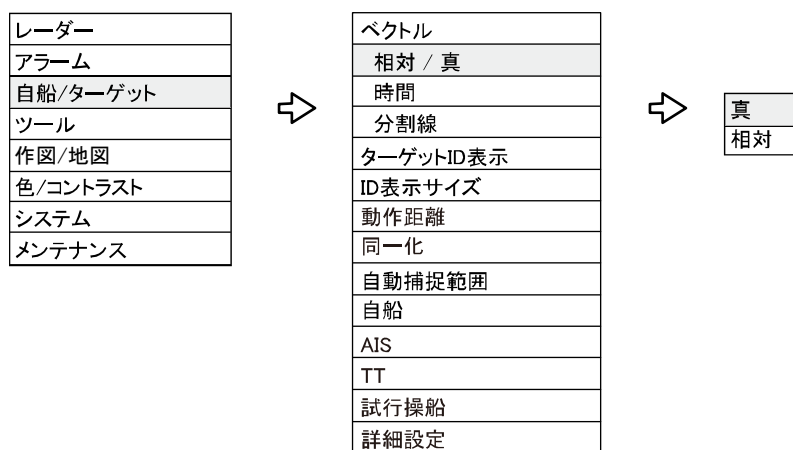 レーダー
アラーム
自船/ターゲット
ツール
作図/地図
色/コントラスト
システム
メンテナンス
ベクトル
相対 / 真
時間
分割線
ターゲットID表示
ID表示サイズ
動作距離
同一化
自動捕捉範囲
自船
AIS
TT
試行操船
詳細設定
真
相対